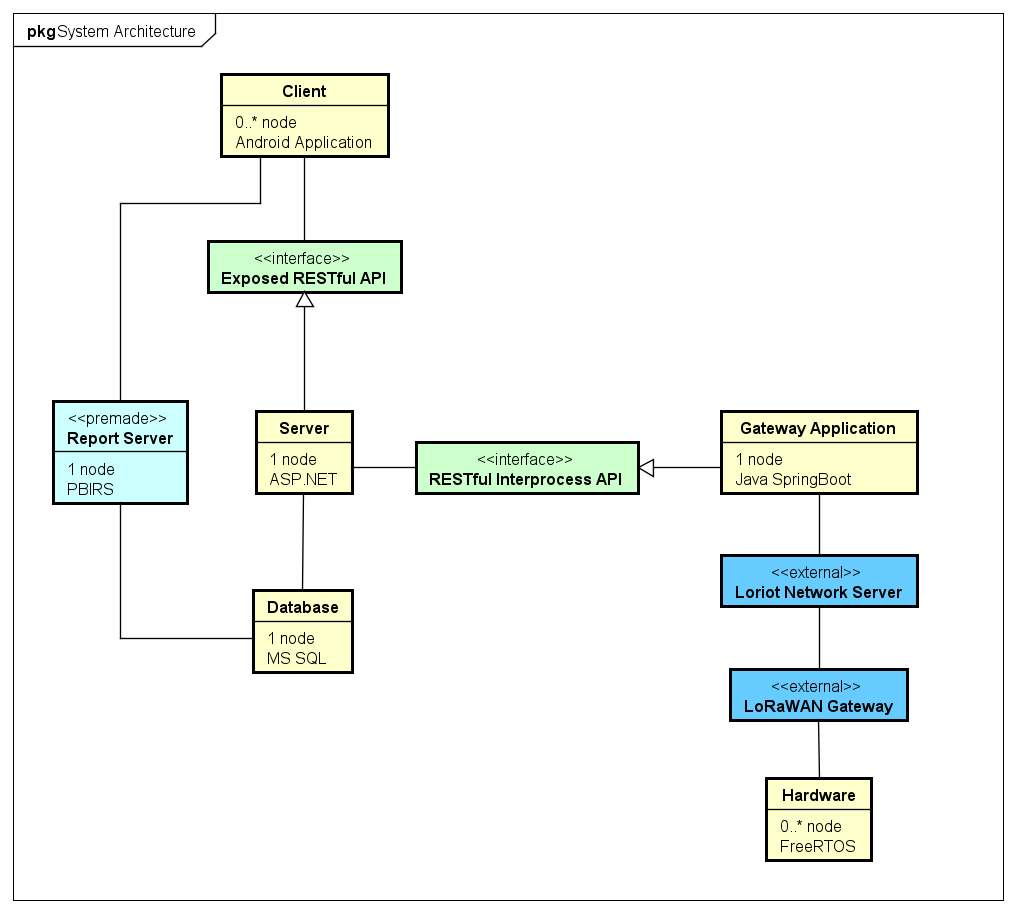 pkg System Architecture
Client
0..* node
Android Application
<<interface>>
Exposed RESTful API
<<premade>>
Report Server
1 node
PBIRS
Server
1 node
ASP.NET
<<interface>>
RESTful Interprocess API
Gateway Application
1 node
Java SpringBoot
<<external>>
Loriot Network Server
Database
1 node
MS SQL
<<external>>
LoRaWAN Gateway
Hardware
0..* node
FreeRTOS